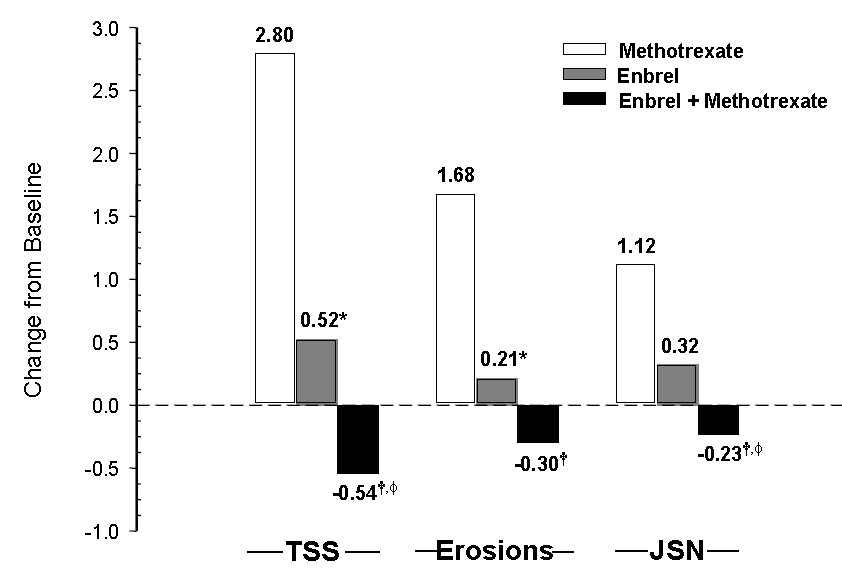 3.0
2.5
2.0
1.5
1.0
0.5
0.0
-0.5
-1.0
Change from Baseline
Methotrexate
Enbrel
Enbrel + Methotrexate
2.80
0.52*
-0.54†,ϕ
1.68
0.21*
-0.30†
1.12
0.32
-0.23†,ϕ
TSS
Erosions
JSN